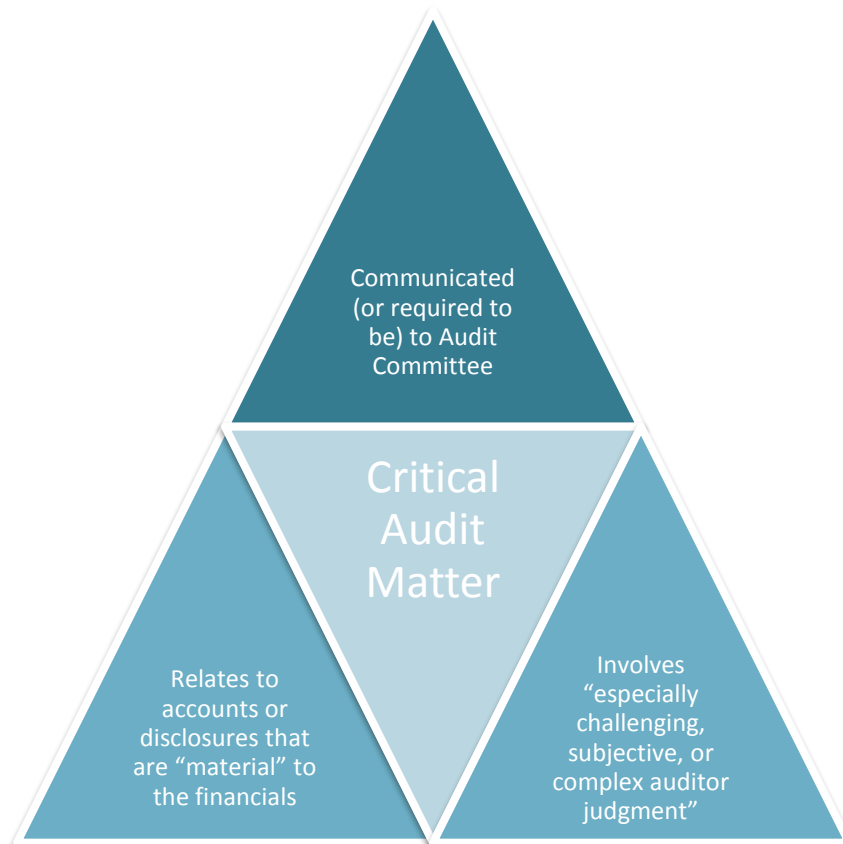 Communicated
(or required to
be) to Audit
Committee
Critical
Audit
Matter
Relates to
accounts or
disclosures that
are “material” to
the financials
Involves
“especially
challenging,
subjective, or
complex auditor
judgment”